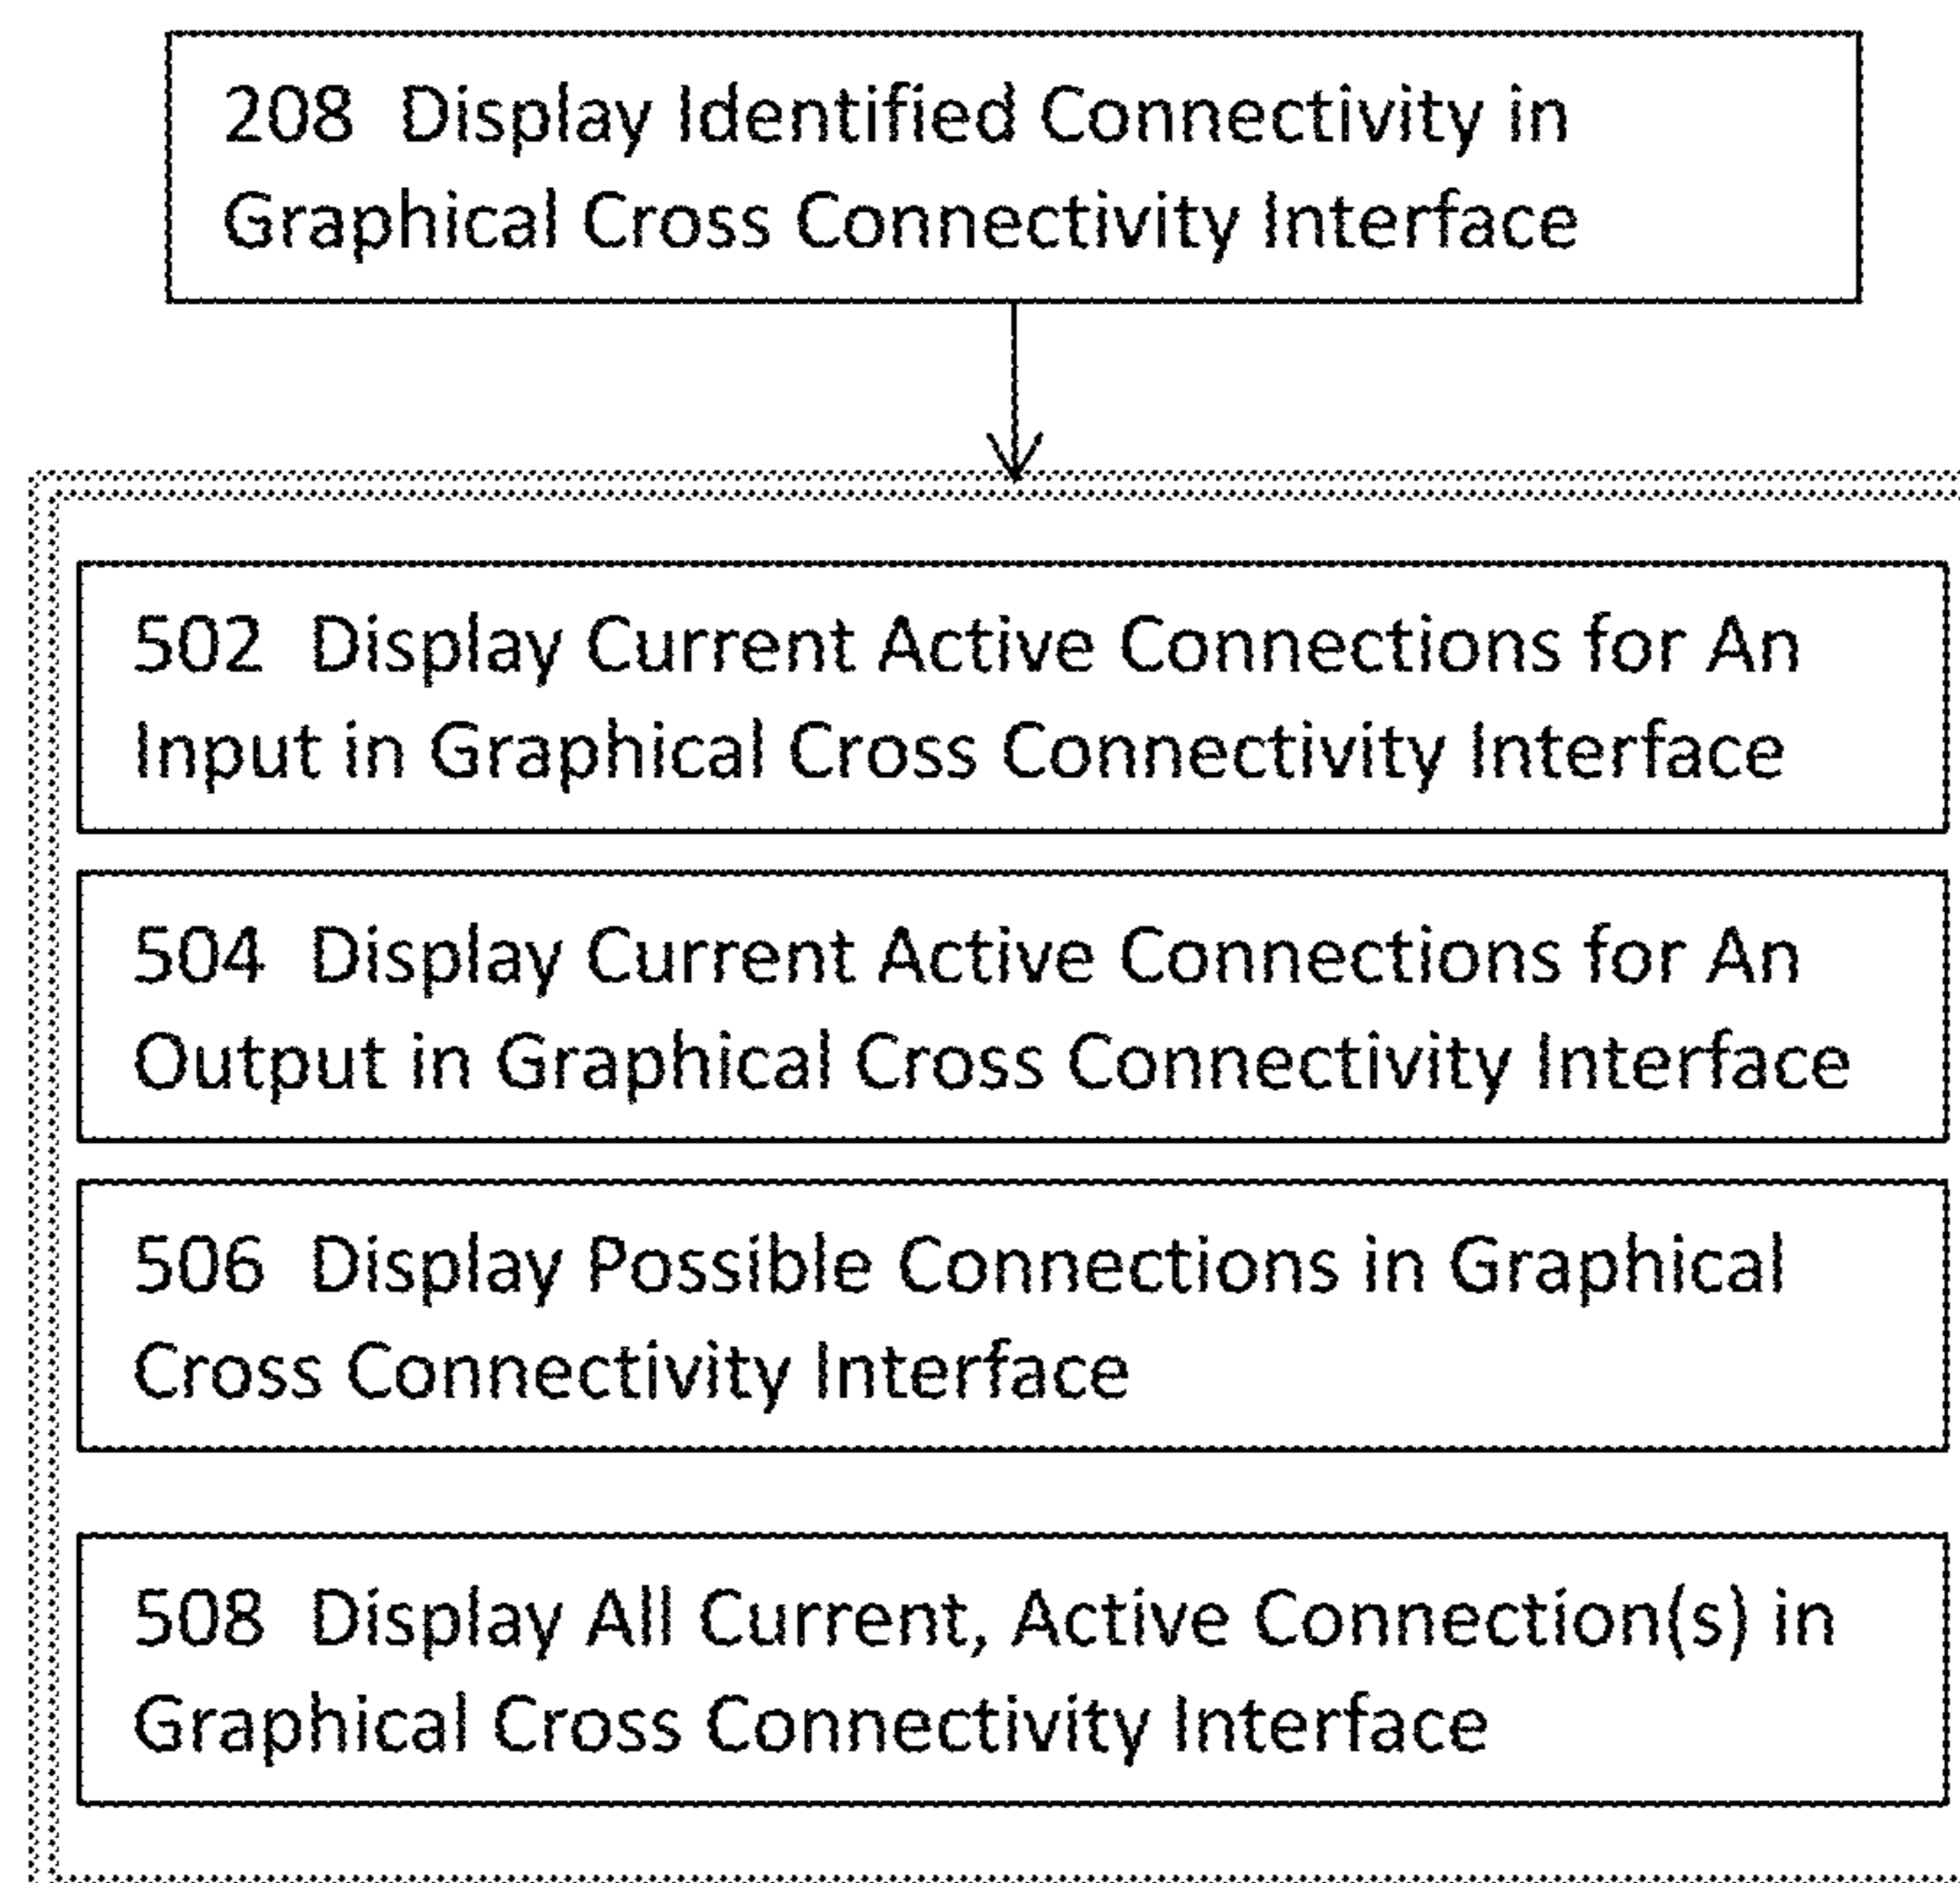 208 Display Identified Connectivity in
Graphical Cross Connectivity Interface
502 Display Current Active Connections for An
Input in Graphical Cross Connectivity Interface
504 Display Current Active Connections for An
Output in Graphical Cross Connectivity Interface
506 Display Possible Connections in Graphical
Cross Connectivity Interface
508 Display All Current, Active Connection(s) in
Graphical Cross Connectivity Interface